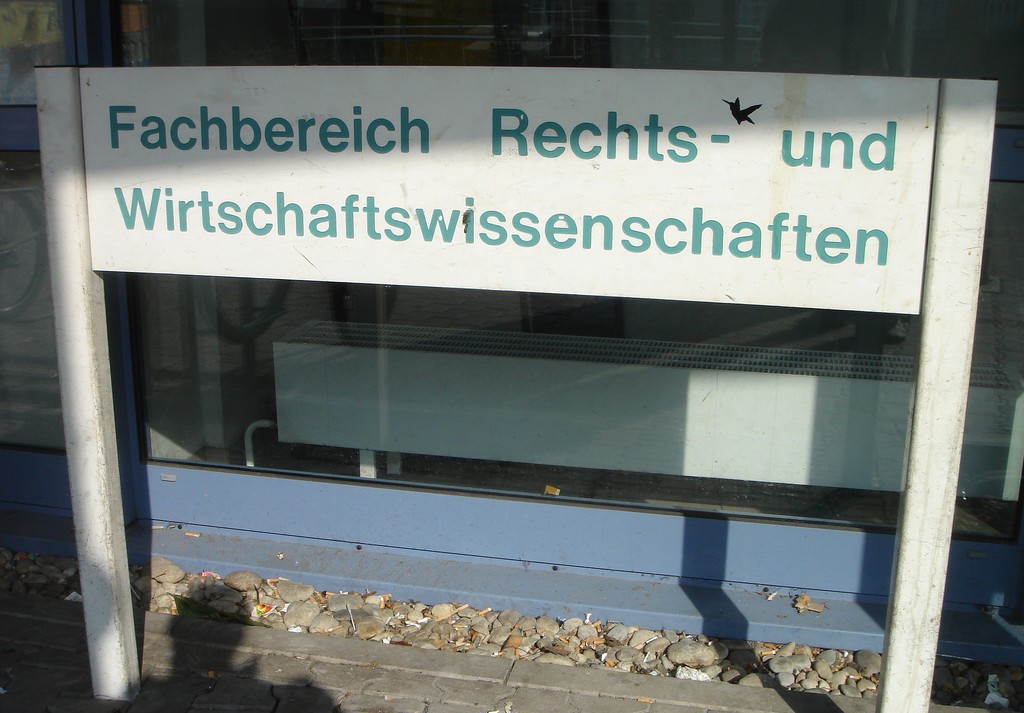 Fachbereich Rechts- und
Wirtschaftswissenschaften